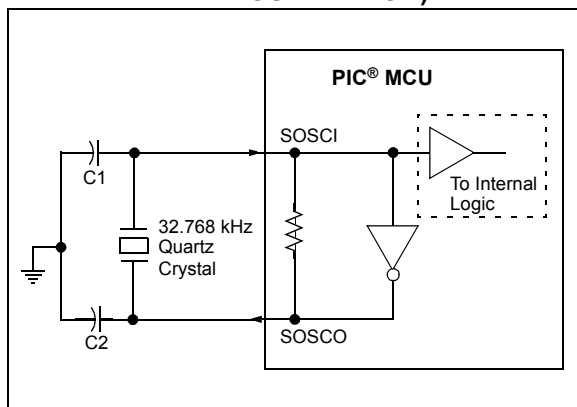 PIC® MCU
SOSCI
C1
To Internal
Logic
32.768 kHz
Quartz
Crystal
C2
SOSCO